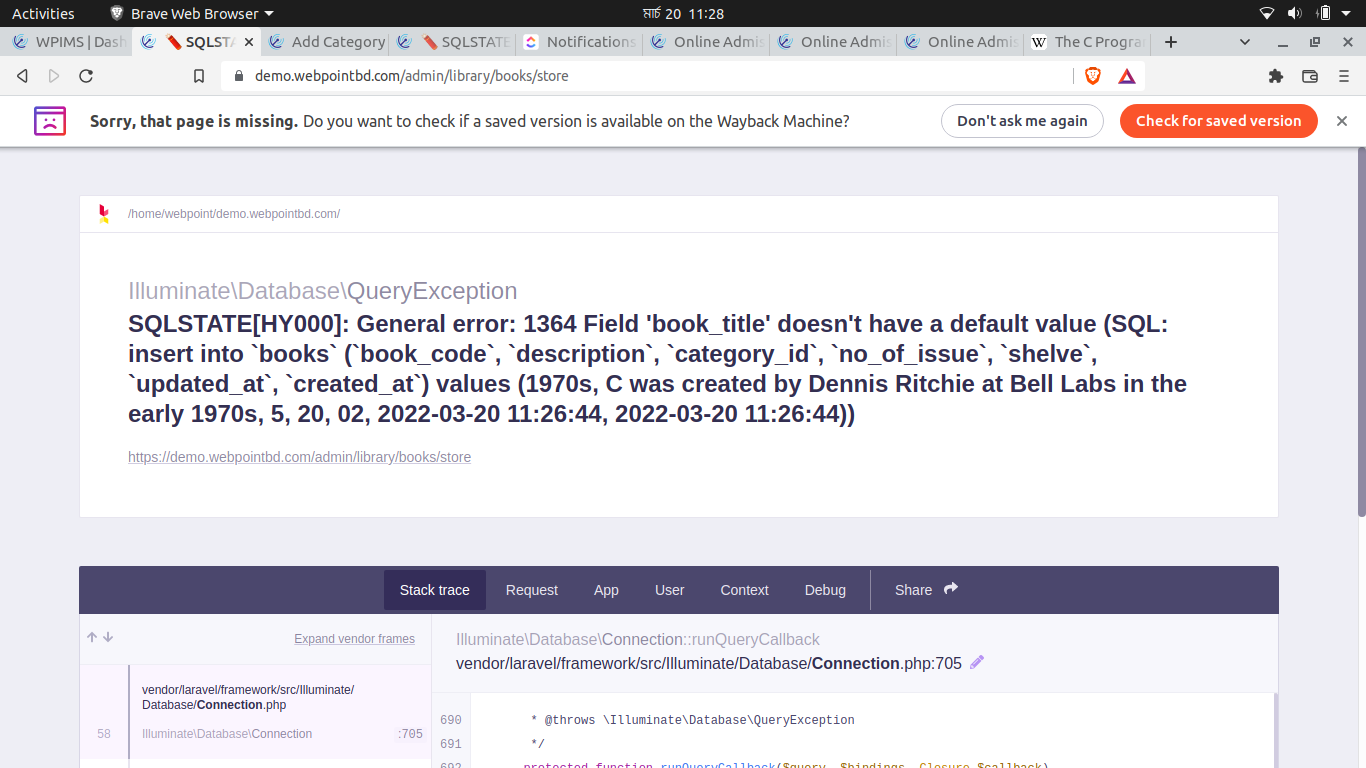 Activities
Brave Web Browser
মার্চ 20 11:28
WPIMS | Dash
SQLSTA
Add Category
SQLSTATE
Notifications
Online Admis
Online Admis
Online Admis
W The C Progra
demo.webpointbd.com/admin/library/books/store
Sorry, that page is missing. Do you want to check if a saved version is available on the Wayback Machine?
Don't ask me again
Check for saved version
/home/webpoint/demo.webpointbd.com/
Illuminate\Database\QueryException
SQLSTATE[HY000]: General error: 1364 Field 'book_title' doesn't have a default value (SQL:
insert into `books` (`book_code`, `description`, `category_id`, `no_of_issue`, `shelve`,
`updated_at`, `created_at`) values (1970s, C was created by Dennis Ritchie at Bell Labs in the
early 1970s, 5, 20, 02, 2022-03-20 11:26:44, 2022-03-20 11:26:44))
https://demo.webpointbd.com/admin/library/books/store
Stack trace
Request
App
User
Context
Debug
Share
Expand vendor frames
vendor/laravel/framework/src/Illuminate/
Database/Connection.php
58
Illuminate\Database\Connection
:705
Illuminate\Database\Connection::runQueryCallback
vendor/laravel/framework/src/Illuminate/Database/Connection.php:705
690 * @throws \Illuminate\Database\QueryException
691 */
692 protected function runQueryCallback($query, $bindings, Closure $callback)